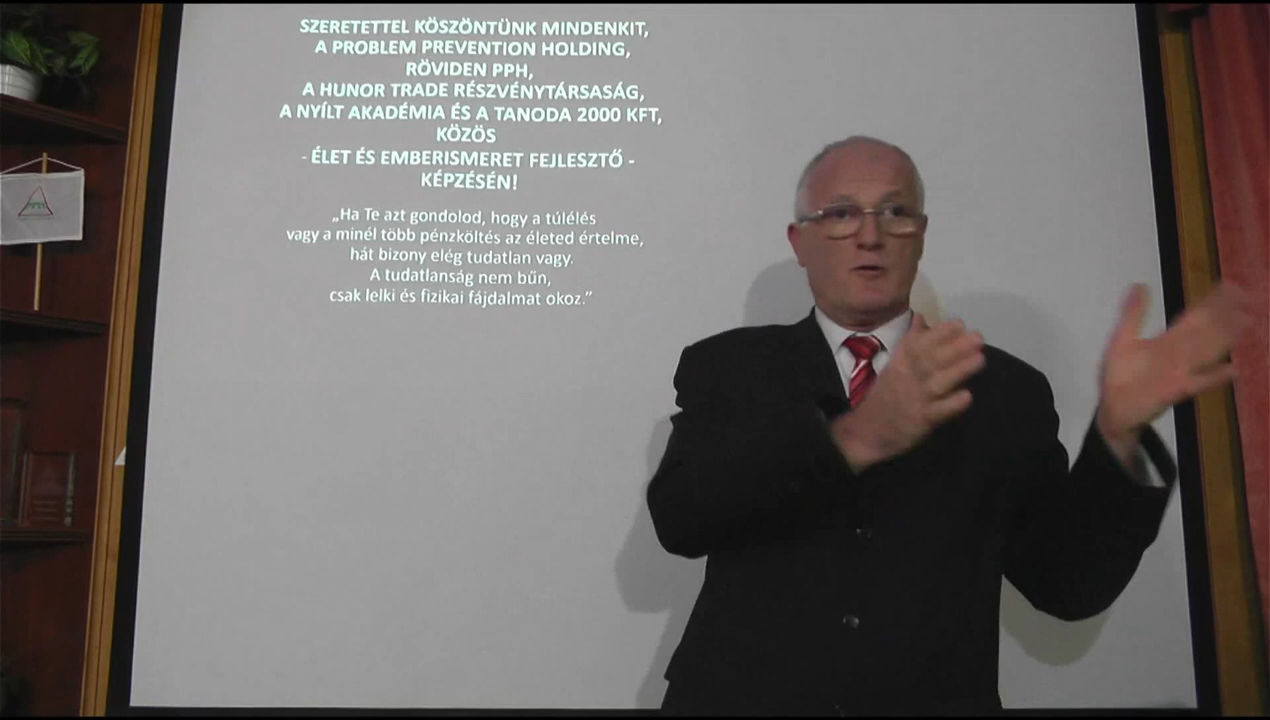 SZERETETTEL KÖSZÖNTÜNK MINDENKIT,
A PROBLEM PREVENTION HOLDING,
RÖVIDEN PPH,
A HUNOR TRADE RÉSZVÉNYTÁRSASÁG,
A NYÍLT AKADÉMIA ÉS A TANODA 2000 KFT,
KÖZÖS
- ÉLET ÉS EMBERISMERET FEJLESZTŐ -
KÉPZÉSÉN!
„Ha Te azt gondolod, hogy a túlélés
vagy a minél több pénzköltés az életed értelme,
hát bizony elég tudatlan vagy.
A tudatlanság nem bűn,
csak lelki és fizikai fájdalmat okoz.”